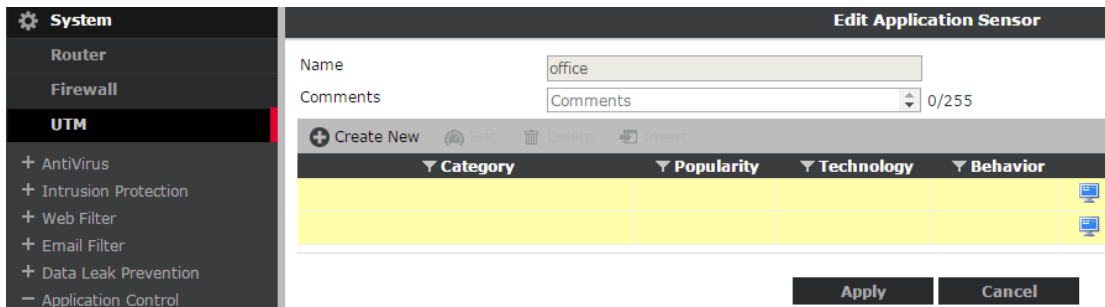 System
Edit Application Sensor
Router
Name
office
Firewall
Comments
Comments
0/255
UTM
Create New
Edit
Delete
Insert
AntiVirus
Category
Popularity
Technology
Behavior
Intrusion Protection
Web Filter
Email Filter
Data Leak Prevention
Application Control
Apply
Cancel